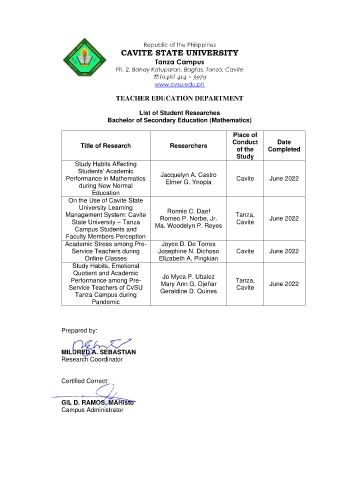 Republic of the Philippines
CAVITE STATE UNIVERSITY
Tanza Campus
Ph. 2, Bahay Katuparan, Bagtas, Tanza, Cavite
☏(046) 414 – 3979
www.cvsu.edu.ph
TEACHER EDUCATION DEPARTMENT
List of Student Researches
Bachelor of Secondary Education (Mathematics)
Title of Research
Researchers
Place of
Conduct
of the
Study
Date
Completed
Study Habits Affecting
Students' Academic
Performance in Mathematics
during New Normal
Education
Jacquelyn A. Castro
Elmer G. Ynopia
Cavite
June 2022
On the Use of Cavite State
University Learning
Management System: Cavite
State University – Tanza
Campus Students and
Faculty Members Perception
Ronnie C. Daef
Romeo P. Norbe, Jr.
Ma. Woodelyn P. Reyes
Tanza,
Cavite
June 2022
Academic Stress among Pre-
Service Teachers during
Online Classes
Joyce D. De Torres
Josephine N. Dichoso
Elizabeth A. Pingkian
Cavite
June 2022
Study Habits, Emotional
Quotient and Academic
Performance among Pre-
Service Teachers of CvSU
Tanza Campus during
Pandemic
Jo Myca P. Ubalez
Mary Ann G. Ojeñar
Geraldine D. Quines
Tanza,
Cavite
June 2022
Prepared by:
MILDRED A. SEBASTIAN
Research Coordinator
Certified Correct:
GIL D. RAMOS, MAHisto
Campus Administrator